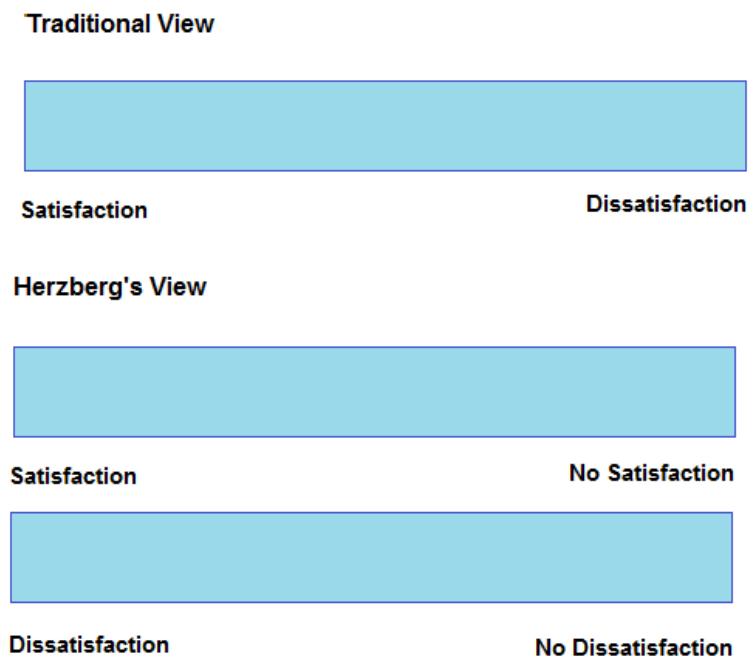 Traditional View
Satisfaction
Dissatisfaction
Herzberg's View
Satisfaction
No Satisfaction
Dissatisfaction
No Dissatisfaction